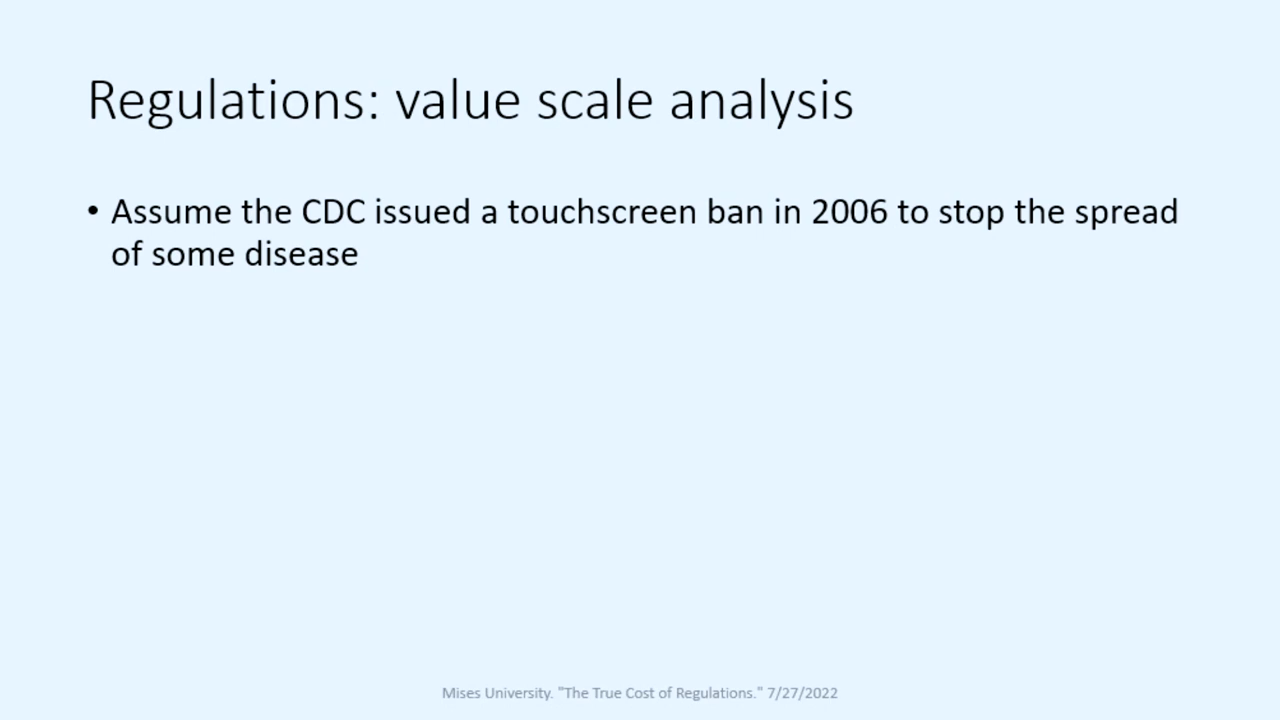 Regulations: value scale analysis
• Assume the CDC issued a touchscreen ban in 2006 to stop the spread
of some disease
Mises University. "The True Cost of Regulations." 7/27/2022